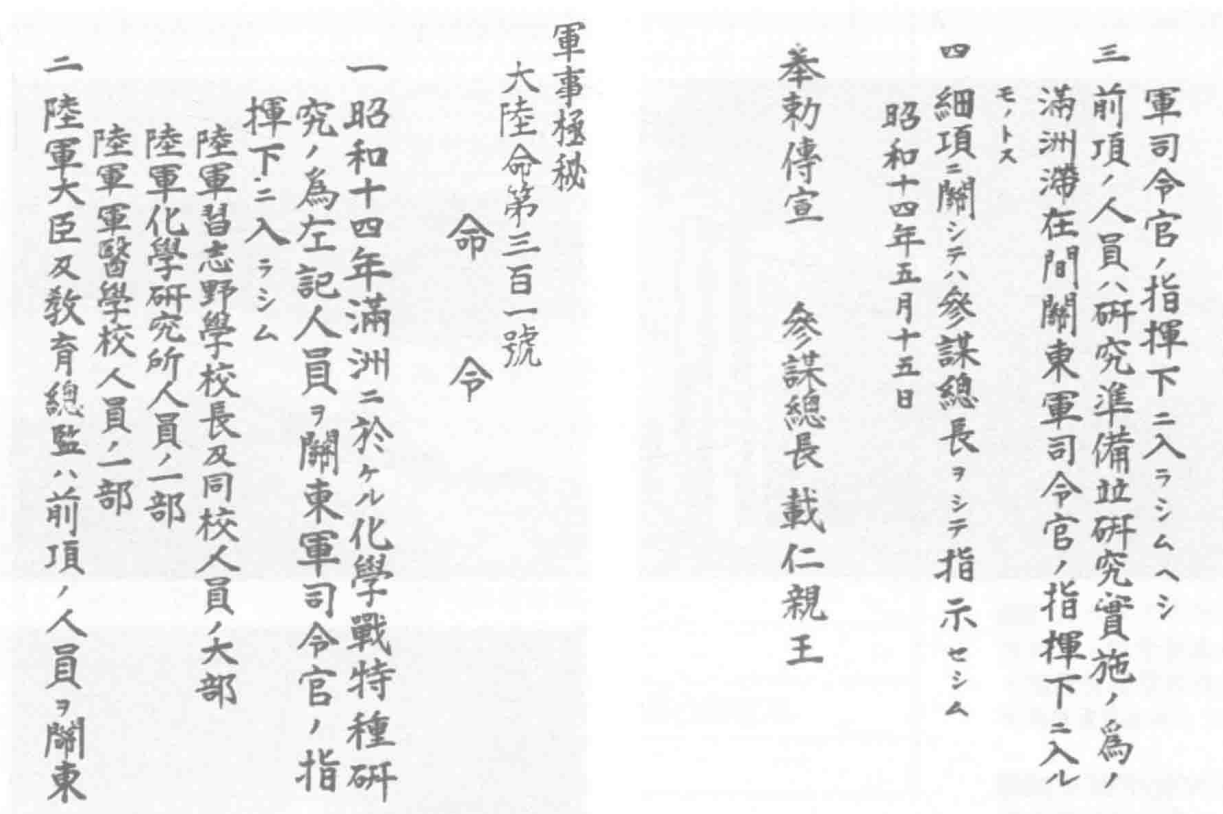 軍事極秘
大陸命第三百一號
命令
一昭和十四年滿洲ニ於ケル化學戰特種硏
究ノ爲左記人員ヲ關東軍司令官ノ指
揮下ニ入ラシム
陸軍習志野學校長及同校人員ノ大部
陸軍化學硏究所人員ノ一部
陸軍軍醫學校人員ノ一部
二陸軍大臣及敎育總監ハ前項ノ人員ヲ關東
軍司令官ノ指揮下ニ入ラシムヘシ
三前項ノ人員ハ硏究準備竝硏究實施ノ爲ノ
滿洲滯在間關東軍司令官ノ指揮下ニ入ル
モノトス
四細項ニ關シテハ參謀總長ヲシテ指示セシム
昭和十四年五月十五日
奉勅傳宣　參謀總長載仁親王